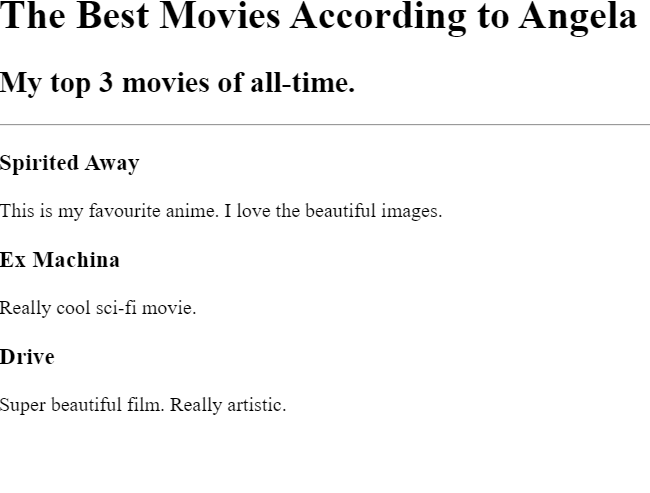 The Best Movies According to Angela
My top 3 movies of all-time.
Spirited Away
This is my favourite anime. I love the beautiful images.
Ex Machina
Really cool sci-fi movie.
Drive
Super beautiful film. Really artistic.